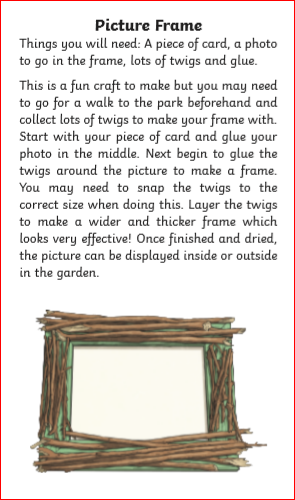 Picture Frame
Things you will need: A piece of card, a photo
to go in the frame, lots of twigs and glue.
This is a fun craft to make but you may need
to go for a walk to the park beforehand and
collect lots of twigs to make your frame with.
Start with your piece of card and glue your
photo in the middle. Next begin to glue the
twigs around the picture to make a frame.
You may need to snap the twigs to the
correct size when doing this. Layer the twigs
to make a wider and thicker frame which
looks very effective! Once finished and dried,
the picture can be displayed inside or outside
in the garden.